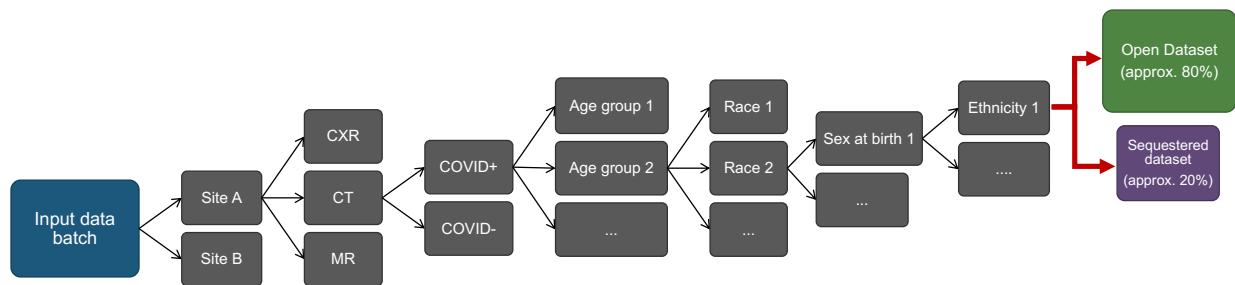 Input data
batch
Site A
Site B
CXR
CT
MR
COVID+
COVID-
Age group 1
Age group 2
...
Race 1
Race 2
...
Sex at birth 1
...
Ethnicity 1
....
Open Dataset
(approx. 80%)
Sequestered
dataset
(approx. 20%)